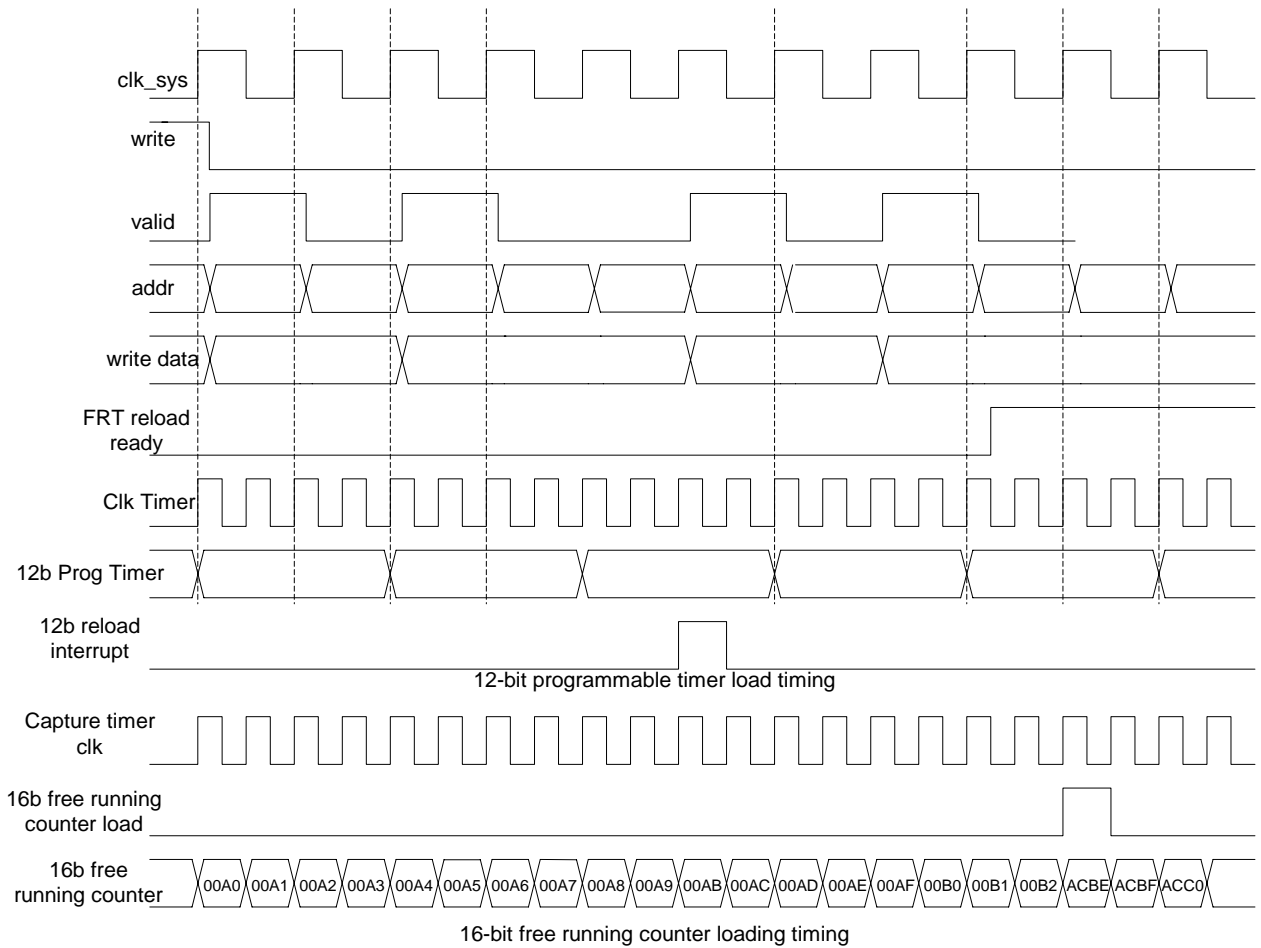 clk_sys
write
valid
addr
write data
FRT reload
ready
Clk Timer
12b Prog Timer
12b reload
interrupt
12-bit programmable timer load timing
Capture timer
clk
16b free running
counter load
16b free
running counter
00A0 00A1 00A2 00A3 00A4 00A5 00A6 00A7 00A8 00A9 00AB 00AC 00AD 00AE 00AF 00B0 00B1 00B2 ACBE ACBF ACC0
16-bit free running counter loading timing